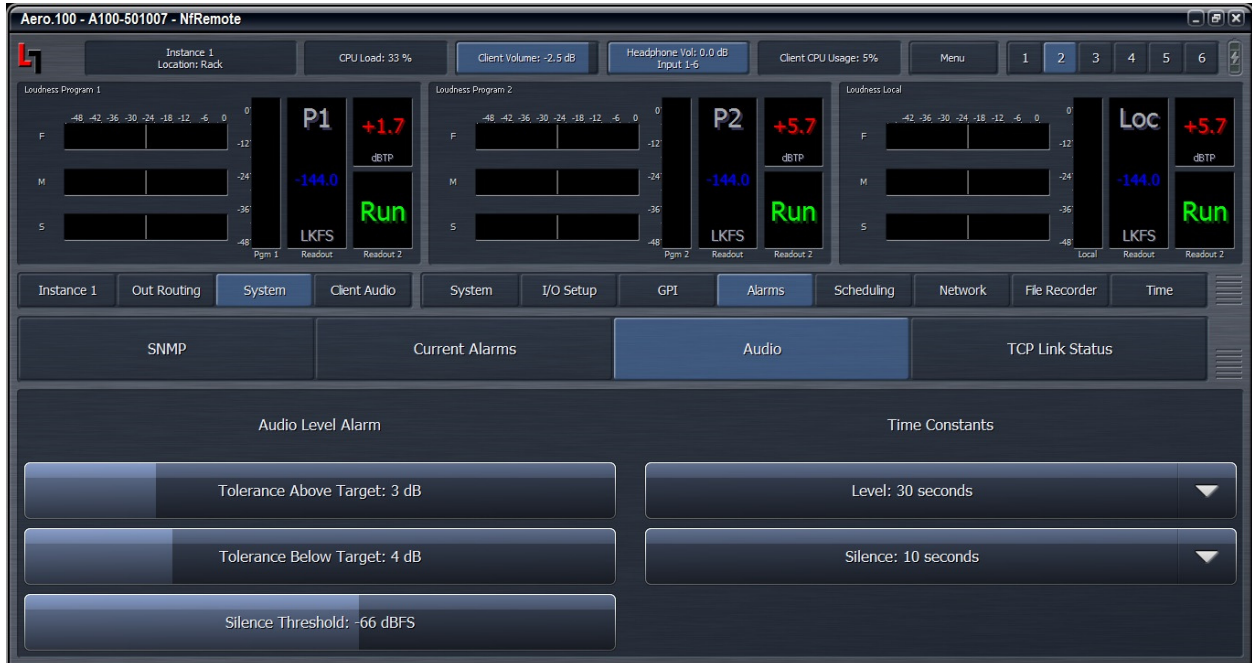 Aero.100 - A100-501007 - NfRemote
Instance 1
Location: Rack
CPU Load: 33 %
Client Volume: -2.5 dB
Headphone Vol: 0.0 dB
Input 1-6
Client CPU Usage: 5%
Menu
1 2 3 4 5 6
Loudness Program 1
-48 -42 -36 -30 -24 -18 -12 -6 0
F
M
S
0
-12
-24
-36
-48
Pgm 1
P1
-144.0
LKFS
Readout
+1.7
dBTP
Run
Readout 2
Loudness Program 2
-48 -42 -36 -30 -24 -18 -12 -6 0
F
M
S
0
-12
-24
-36
-48
Pgm 2
P2
-144.0
LKFS
Readout
+5.7
dBTP
Run
Readout 2
Loudness Local
-42 -36 -30 -24 -18 -12 -6 0
F
M
S
0
-12
-24
-36
-48
Local
Loc
-144.0
LKFS
Readout
+5.7
dBTP
Run
Readout 2
Instance 1 Out Routing System Client Audio System I/O Setup GPI Alarms Scheduling Network File Recorder Time
SNMP Current Alarms Audio TCP Link Status
Audio Level Alarm
Tolerance Above Target: 3 dB
Tolerance Below Target: 4 dB
Silence Threshold: -66 dBFS
Time Constants
Level: 30 seconds
Silence: 10 seconds